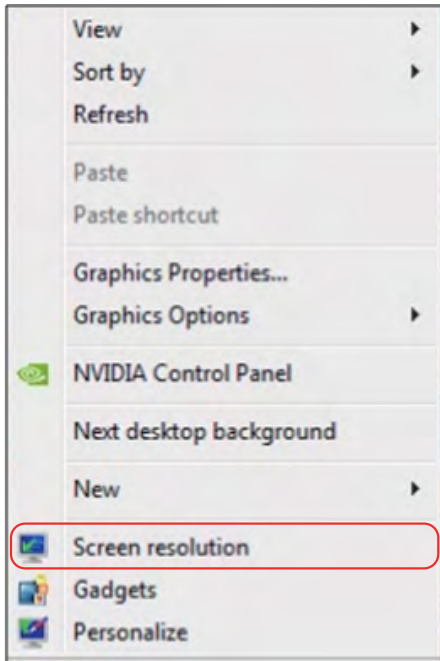 View
Sort by
Refresh
Paste
Paste shortcut
Graphics Properties...
Graphics Options
NVIDIA Control Panel
Next desktop background
New
Screen resolution
Gadgets
Personalize